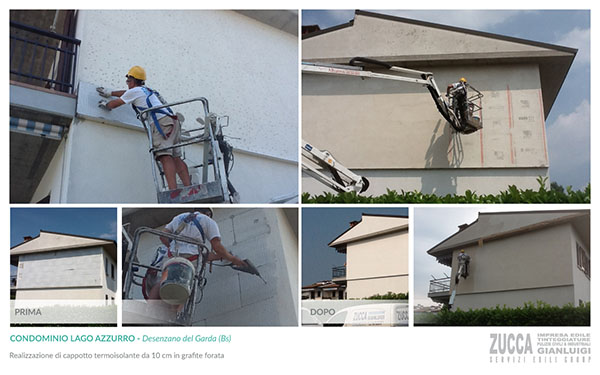 PRIMA
DOPO
CONDOMINIO LAGO AZZURRO - Desenzano del Garda (Bs)
Realizzazione di cappotto termoisolante da 10 cm in grafite forata
ZUCCA
IMPRESA EDILE
TINTEGGIATURE
PULIZIE CIVILI & INDUSTRIALI
GIANLUIGI
SERVIZI EDILI GROUP